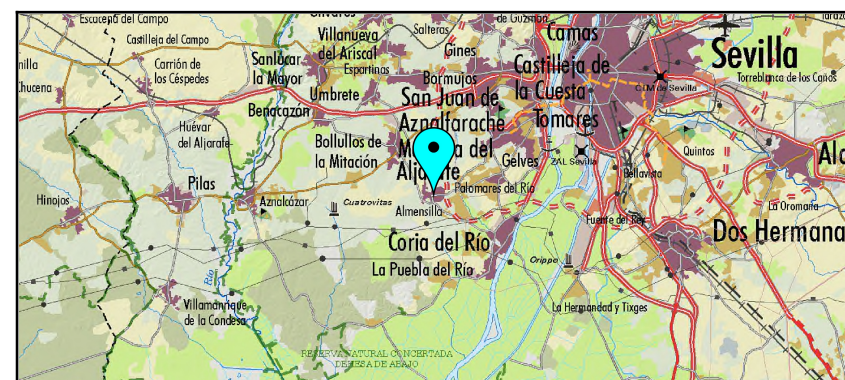 Escacena del Campo
Olivares
Salteras
de Guzmán
Camas
Castilleja del Campo
Villanueva
del Ariscal
Gines
Carrión de
los Céspedes
Sanlúcar
la Mayor
Espartinas
Bormujos
Castilleja de
la Cuesta
Sevilla
Torreblanca de los Caños
CTM de Sevilla
Umbrete
San Juan de
Aznalfarache
Benacazón
Tomares
Huévar
del Aljarafe
Bollullos de
la Mitación
Gelves
ZAL Sevilla
Quintos
Bellavista
Pilas
Palomares del Río
Hinojos
Aznalcázar
Cuatrovitas
Almensilla
La Oromana
Fuente del Rey
Coria del Río
Dos Hermana
La Puebla del Río
Crippo
Río
Villamanrique
de la Condesa
La Hermandad y Tixges
RESERVA NATURAL CONCERTADA
DEHESA DE ABAJO